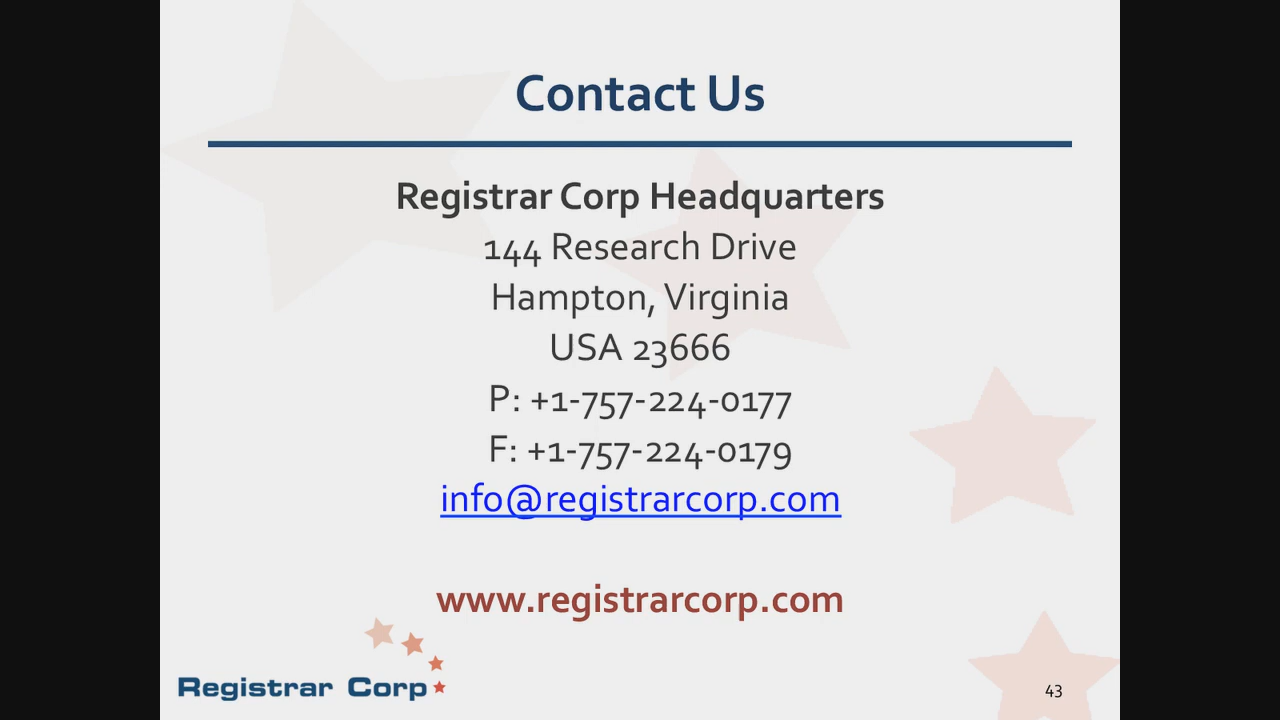 Contact Us
Registrar Corp Headquarters
144 Research Drive
Hampton, Virginia
USA 23666
P: +1-757-224-0177
F: +1-757-224-0179
info@registrarcorp.com
www.registrarcorp.com
Registrar Corp
43